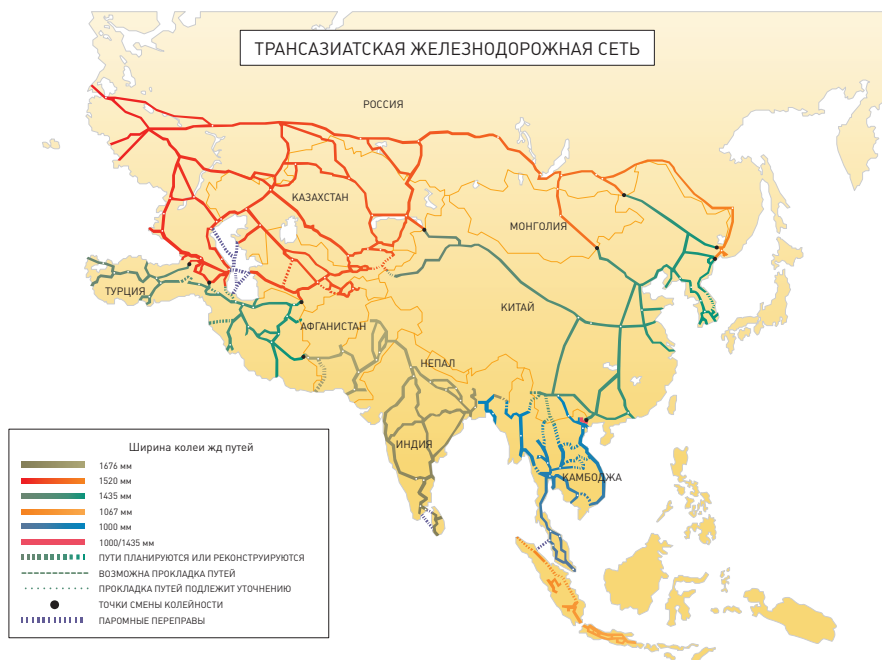 ТРАНСАЗИАТСКАЯ ЖЕЛЕЗНОДОРОЖНАЯ СЕТЬ
РОССИЯ
КАЗАХСТАН
МОНГОЛИЯ
ТУРЦИЯ
КИТАЙ
АФГАНИСТАН
НЕПАЛ
ИНДИЯ
КАМБОДЖА
Ширина колеи жд путей
1676 мм
1520 мм
1435 мм
1067 мм
1000 мм
1000/1435 мм
ПУТИ ПЛАНИРУЮТСЯ ИЛИ РЕКОНСТРУИРУЮТСЯ
ВОЗМОЖНА ПРОКЛАДКА ПУТЕЙ
ПРОКЛАДКА ПУТЕЙ ПОДЛЕЖИТ УТОЧНЕНИЮ
ТОЧКИ СМЕНЫ КОЛЕЙНОСТИ
ПАРОМНЫЕ ПЕРЕПРАВЫ